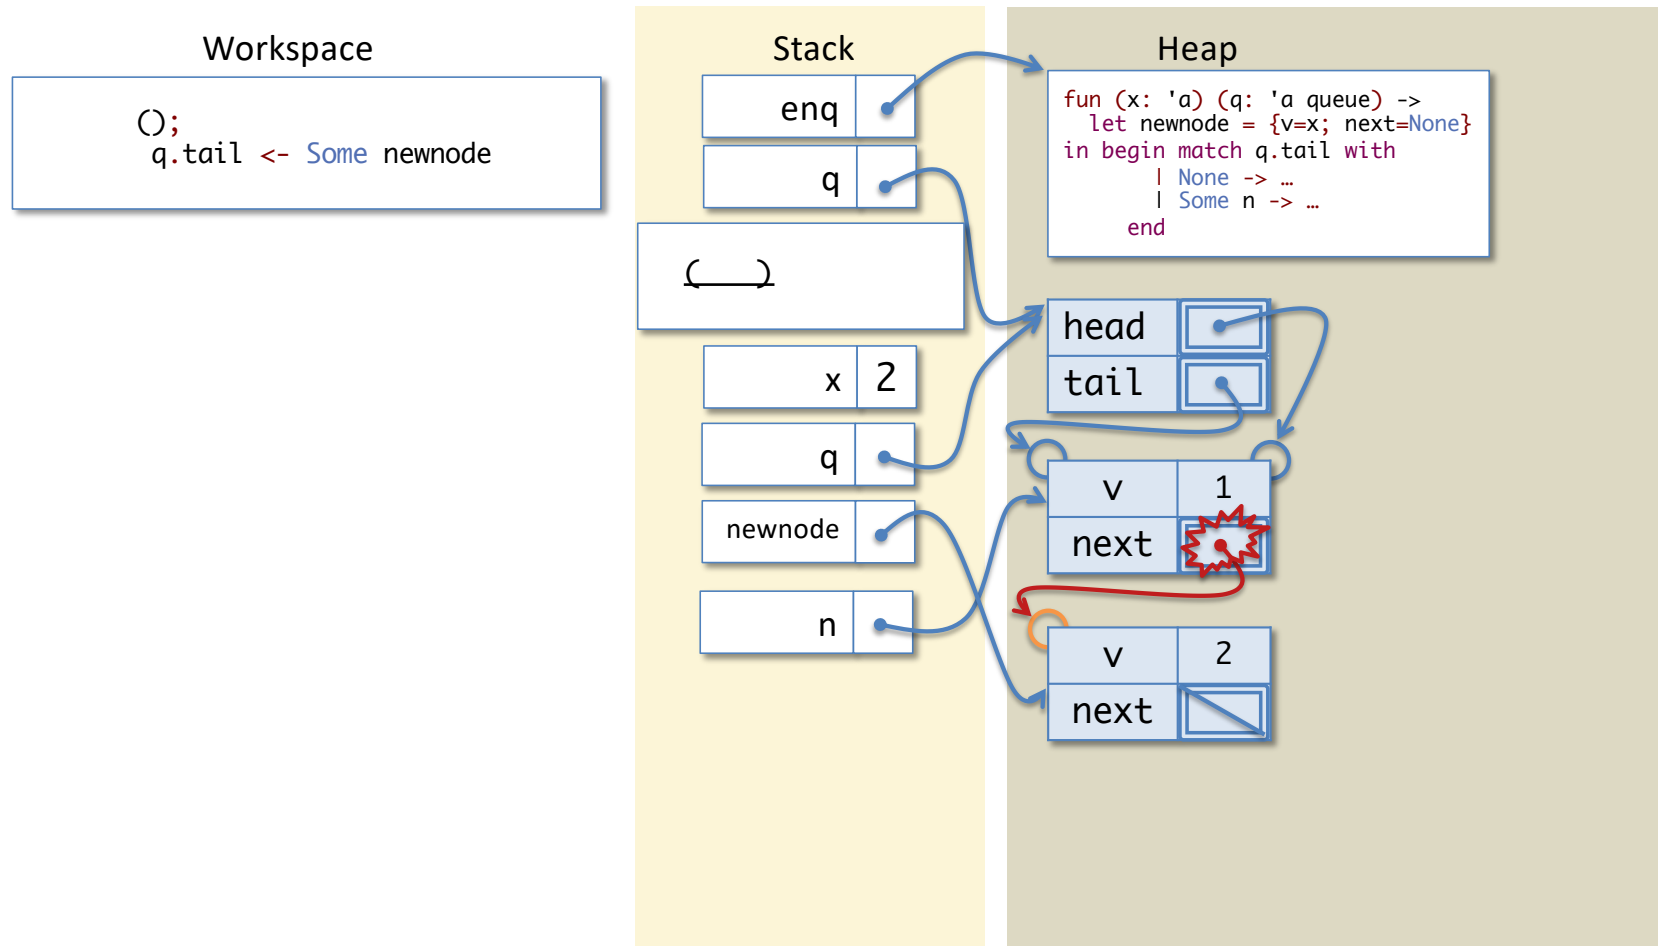 Workspace
();
q.tail <- Some newnode
Stack
enq
q
(____)
x 2
q
newnode
n
Heap
fun (x: 'a) (q: 'a queue) ->
let newnode = {v=x; next=None}
in begin match q.tail with
| None -> …
| Some n -> …
end
head
tail
v 1
next
v 2
next